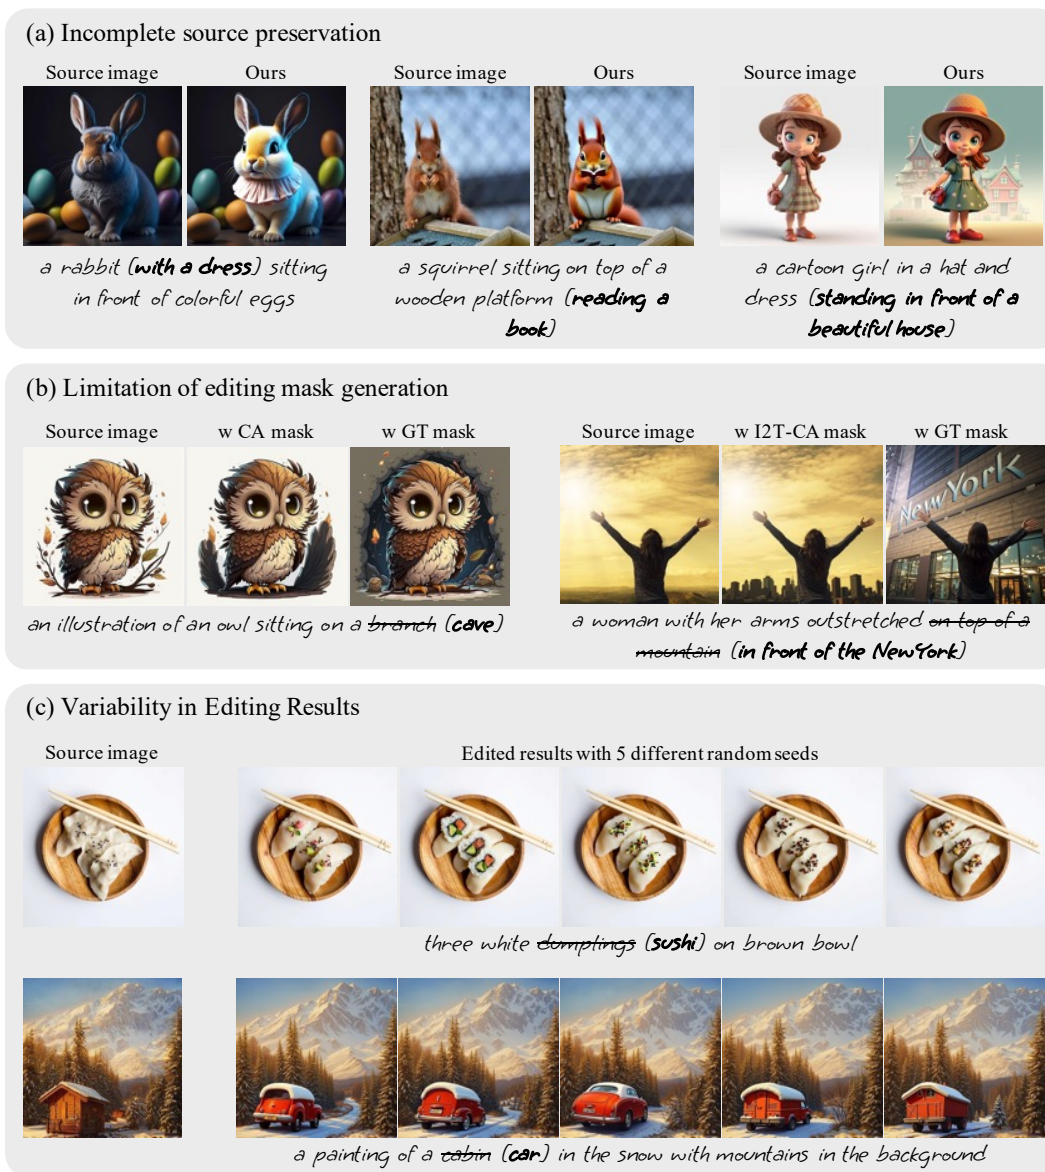 (a) Incomplete source preservation
Source image Ours Source image Ours Source image Ours
a rabbit [with a dress] sitting
in front of colorful eggs
a squirrel sitting on top of a
wooden platform [reading a
book]
a cartoon girl in a hat and
dress [standing in front of a
beautiful house]
(b) Limitation of editing mask generation
Source image w CA mask w GT mask
Source image w I2T-CA mask w GT mask
NewYork
an illustration of an owl sitting on a branch [cave]
a woman with her arms outstretched on top of a
mountain [in front of the NewYork]
(c) Variability in Editing Results
Source image Edited results with 5 different random seeds
three white dumplings [sushi] on brown bowl
a painting of a cabin [car] in the snow with mountains in the background